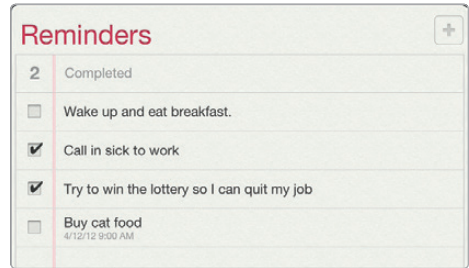 Reminders
2 Completed
Wake up and eat breakfast.
Call in sick to work
Try to win the lottery so I can quit my job
Buy cat food
4/12/12 9:00 AM